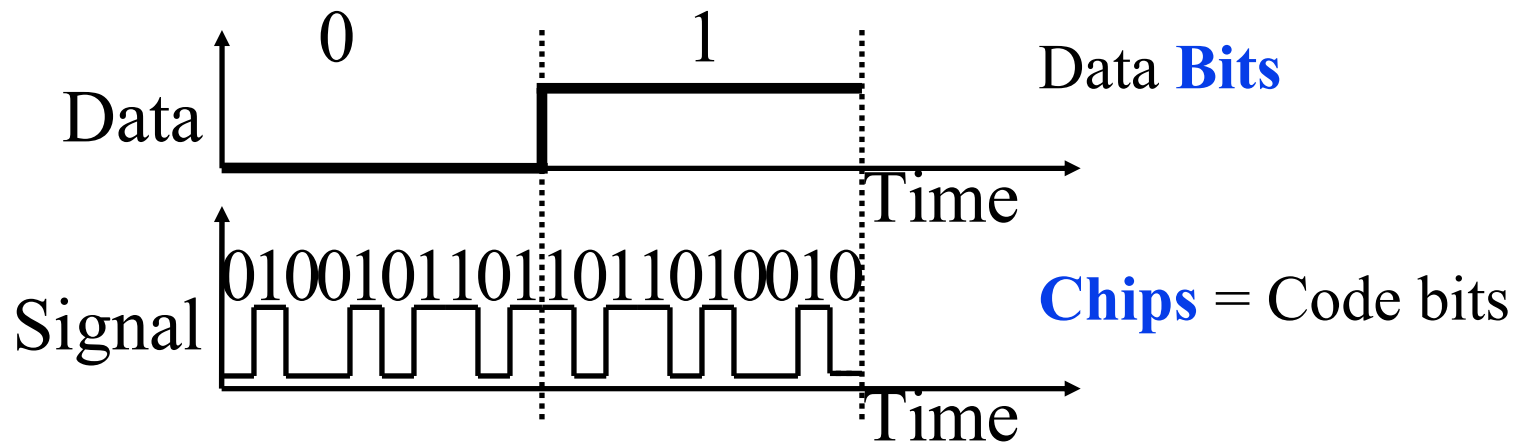 0 1
Data Bits
Data
Time
01001011011011010010
Chips = Code bits
Signal
Time